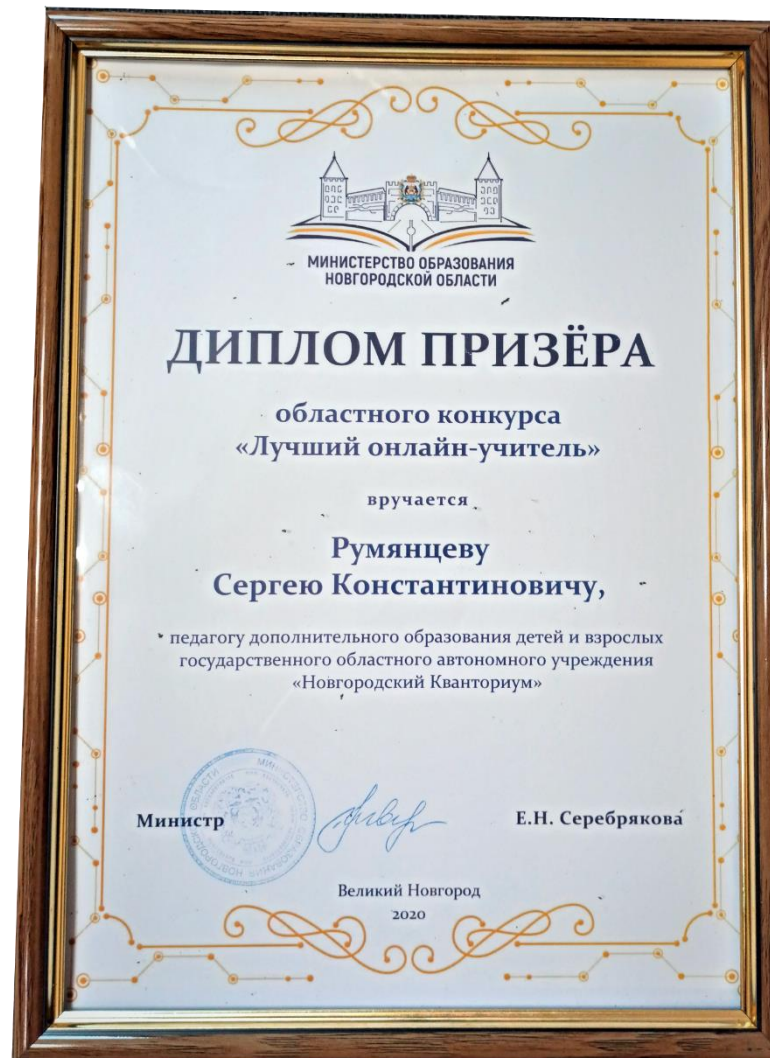 МИНИСТЕРСТВО ОБРАЗОВАНИЯ
НОВГОРОДСКОЙ ОБЛАСТИ
ДИПЛОМ ПРИЗЁРА
областного конкурса
«Лучший онлайн-учитель»
вручается
Румянцеву
Сергею Константиновичу,
педагогу дополнительного образования детей и взрослых
государственного областного автономного учреждения
«Новгородский Кванториум»
Министр
Е.Н. Серебрякова
Великий Новгород
2020